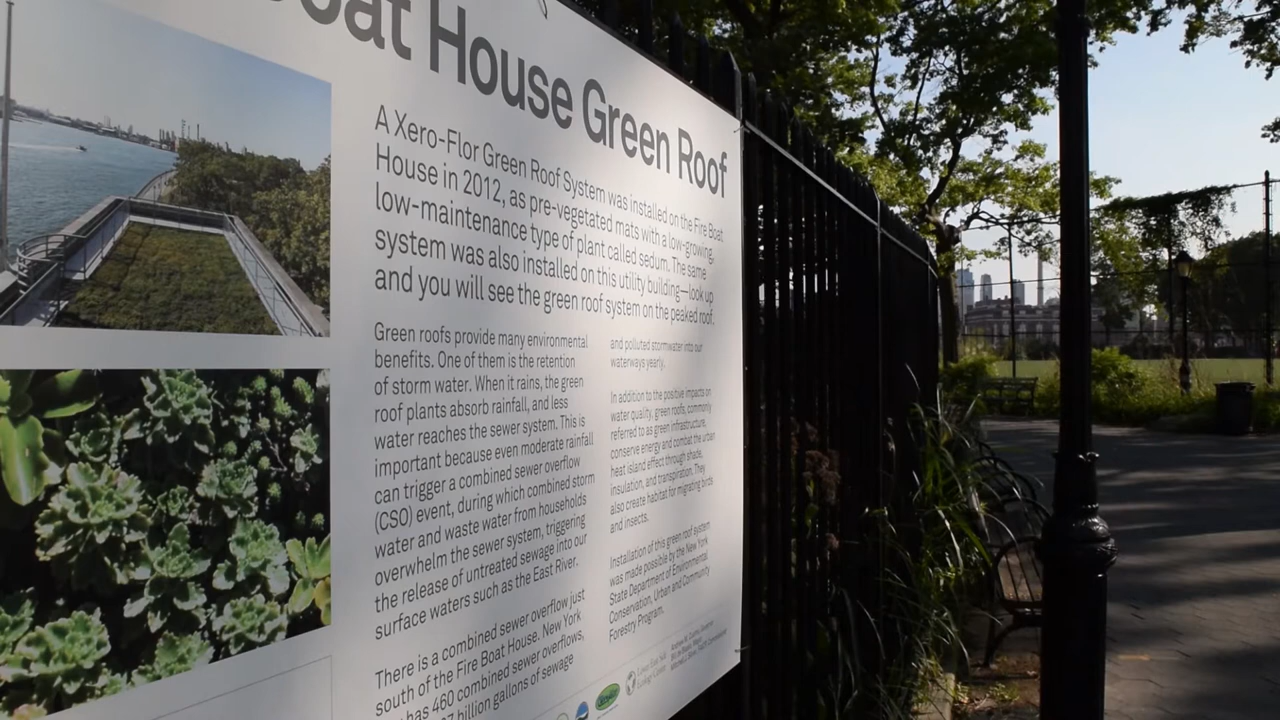 Boat House Green Roof
A Xero-Flor Green Roof System was installed on the Fire Boat
House in 2012, as pre-vegetated mats with a low-growing,
low-maintenance type of plant called sedum. The same
system was also installed on this utility building—look up
and you will see the green roof system on the peaked roof.
Green roofs provide many environmental
benefits. One of them is the retention
of storm water. When it rains, the green
roof plants absorb rainfall, and less
water reaches the sewer system. This is
important because even moderate rainfall
can trigger a combined sewer overflow
(CSO) event, during which combined storm
water and waste water from households
overwhelm the sewer system, triggering
the release of untreated sewage into our
surface waters such as the East River.
There is a combined sewer overflow just
south of the Fire Boat House. New York
has 460 combined sewer overflows,
billion gallons of sewage
and polluted stormwater into our
waterways yearly.
In addition to the positive impacts on
water quality, green roofs, commonly
referred to as green infrastructure,
conserve energy and combat the urban
heat island effect through shade,
insulation, and transpiration. They
also create habitat for migrating birds
and insects.
Installation of this green roof system
was made possible by the New York
State Department of Environmental
Conservation, Urban and Community
Forestry Program.
Lower East Side
Ecology Center